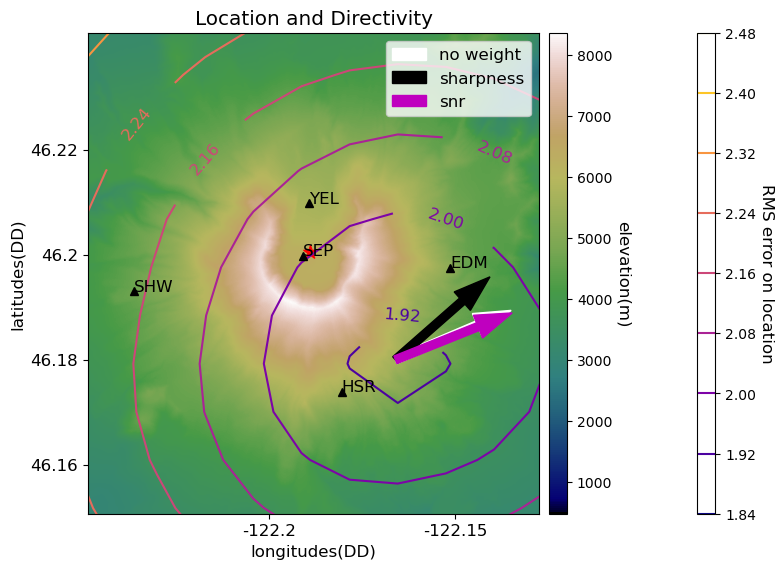 Location and Directivity
no weight
sharpness
snr
2.24
2.16
2.08
2.00
1.92
YEL
SEP
EDM
SHW
HSR
46.22
46.2
46.18
46.16
latitudes(DD)
-122.2
-122.15
longitudes(DD)
8000
7000
6000
5000
4000
3000
2000
1000
elevation(m)
2.48
2.40
2.32
2.24
2.16
2.08
2.00
1.92
1.84
RMS error on location